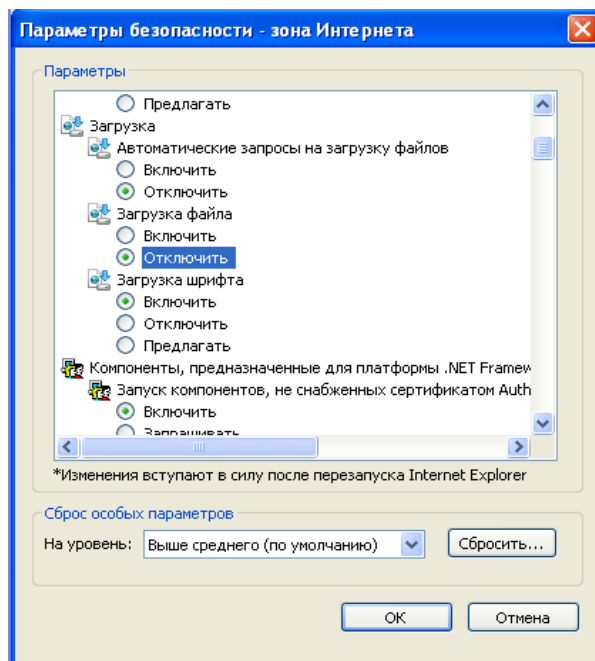 Параметры безопасности - зона Интернета
Параметры
Предлагать
Загрузка
Автоматические запросы на загрузку файлов
Включить
Отключить
Загрузка файла
Включить
Отключить
Загрузка шрифта
Включить
Отключить
Предлагать
Компоненты, предназначенные для платформы .NET Framew
Запуск компонентов, не снабженных сертификатом Auth
Включить
Запрашивать
*Изменения вступают в силу после перезапуска Internet Explorer
Сброс особых параметров
На уровень: Выше среднего (по умолчанию) Сбросить...
OK Отмена